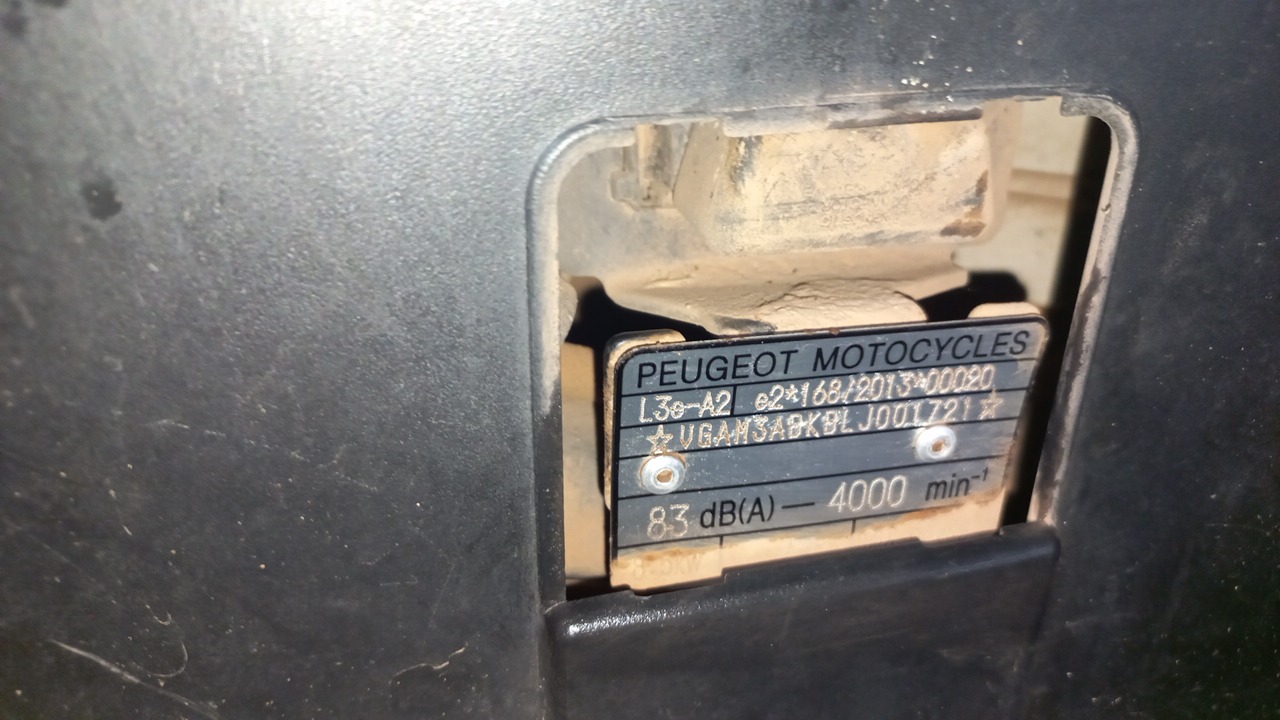 PEUGEOT MOTOCYCLES
L3e-A2 e2*168/2013*00020
☆VGAM3ABKBLJ001721☆
83 dB(A) — 4000 min⁻¹